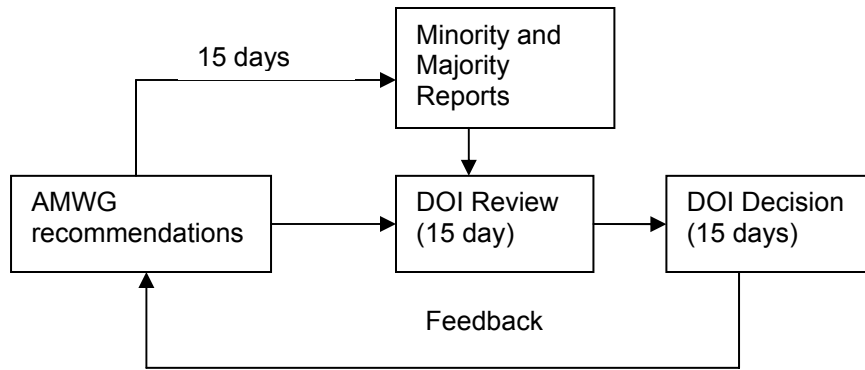 15 days
Minority and
Majority
Reports
AMWG
recommendations
DOI Review
(15 day)
DOI Decision
(15 days)
Feedback